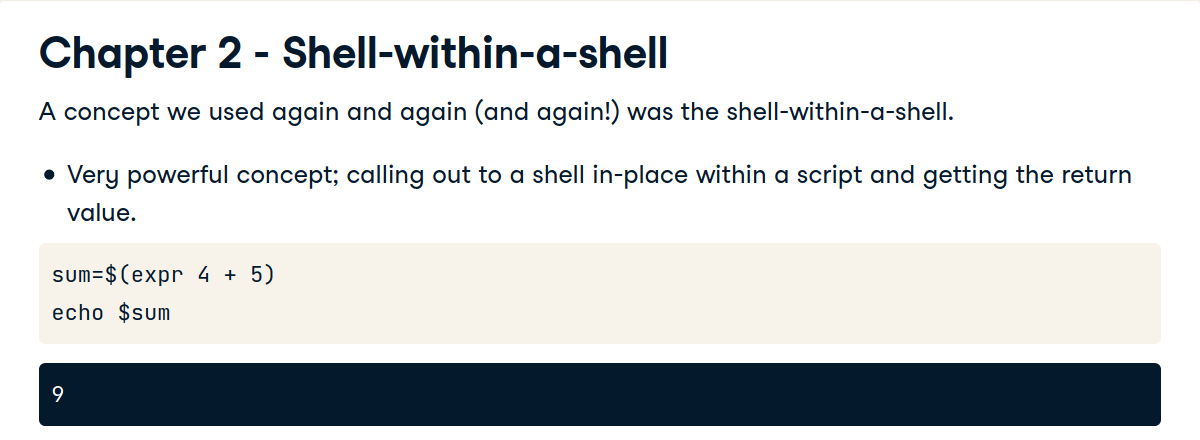 Chapter 2 - Shell-within-a-shell
A concept we used again and again (and again!) was the shell-within-a-shell.
• Very powerful concept; calling out to a shell in-place within a script and getting the return
value.
sum=$(expr 4 + 5)
echo $sum
9